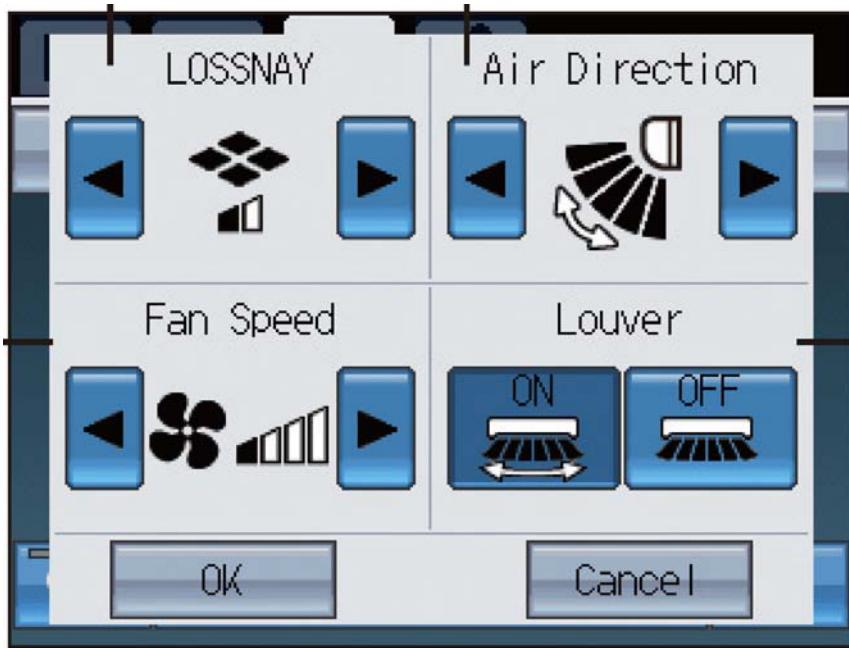 LOSSNAY
Air Direction
Fan Speed
Louver
ON
OFF
OK
Cancel